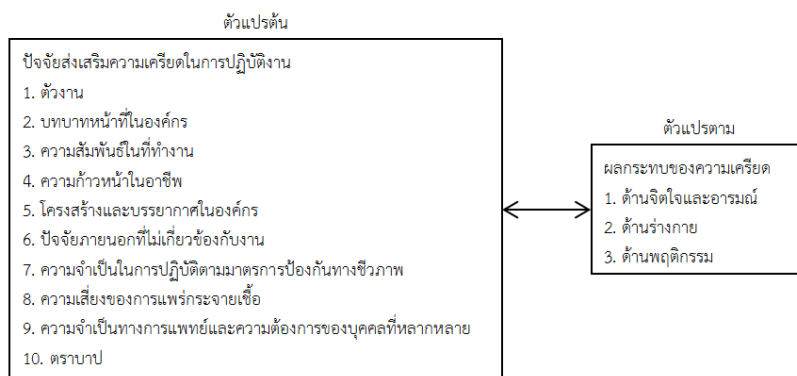 ตัวแปรต้น
ปัจจัยส่งเสริมความเครียดในการปฏิบัติงาน
1. ตัวงาน
2. บทบาทหน้าที่ในองค์กร
3. ความสัมพันธ์ในที่ทำงาน
4. ความก้าวหน้าในอาชีพ
5. โครงสร้างและบรรยากาศในองค์กร
6. ปัจจัยภายนอกที่ไม่เกี่ยวข้องกับงาน
7. ความจำเป็นในการปฏิบัติตามมาตรการป้องกันทางชีวภาพ
8. ความเสี่ยงของการแพร่กระจายเชื้อ
9. ความจำเป็นทางการแพทย์และความต้องการของบุคคลที่หลากหลาย
10. ตราบาป
ตัวแปรตาม
ผลกระทบของความเครียด
1. ด้านจิตใจและอารมณ์
2. ด้านร่างกาย
3. ด้านพฤติกรรม